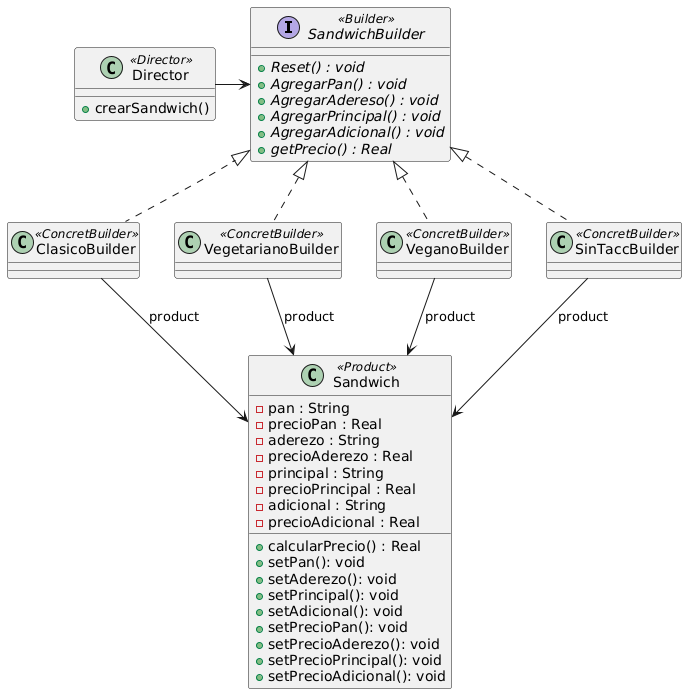 «Builder»
I SandwichBuilder
Reset() : void
AgregarPan() : void
AgregarAdereso() : void
AgregarPrincipal() : void
AgregarAdicional() : void
getPrecio() : Real
«Director»
C Director
crearSandwich()
«ConcretBuilder»
C ClasicoBuilder
«ConcretBuilder»
C VegetarianoBuilder
«ConcretBuilder»
C VeganoBuilder
«ConcretBuilder»
C SinTaccBuilder
product
product
product
product
«Product»
C Sandwich
pan : String
precioPan : Real
aderezo : String
precioAderezo : Real
principal : String
precioPrincipal : Real
adicional : String
precioAdicional : Real
calcularPrecio() : Real
setPan(): void
setAderezo(): void
setPrincipal(): void
setAdicional(): void
setPrecioPan(): void
setPrecioAderezo(): void
setPrecioPrincipal(): void
setPrecioAdicional(): void